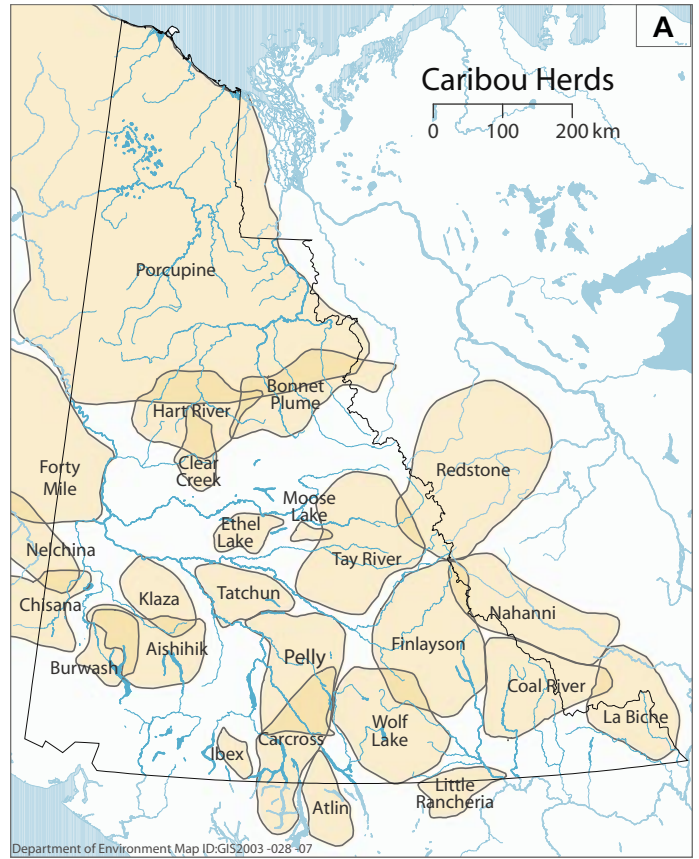 A
Caribou Herds
0 100 200 km
Porcupine
Bonnet
Plume
Hart River
Clear
Creek
Redstone
Forty
Mile
Moose
Lake
Ethel
Lake
Nelchina
Tay River
Tatchun
Klaza
Chisana
Nahanni
Aishihik
Finlayson
Pelly
Burwash
Coal River
La Biche
Wolf
Lake
Carcross
Ibex
Little
Rancheria
Atlin
Department of Environment Map ID:GIS2003 -028 -07